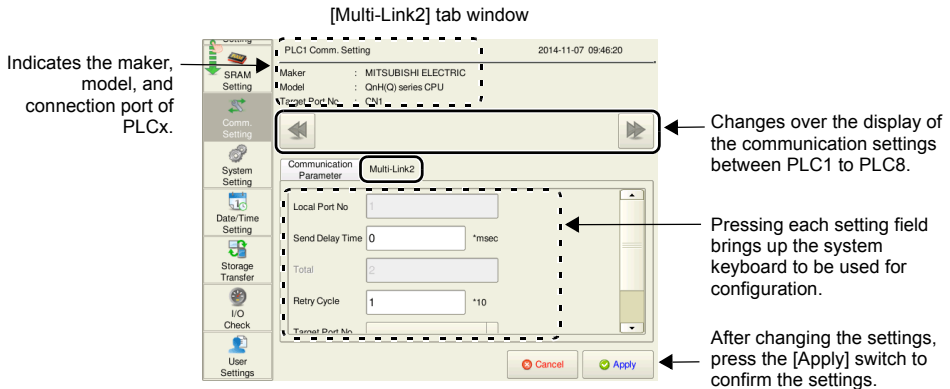 [Multi-Link2] tab window
Indicates the maker,
model, and
connection port of
PLCx.
Setting
SRAM
Setting
Comm.
Setting
System
Setting
Date/Time
Setting
Storage
Transfer
I/O
Check
User
Settings
PLC1 Comm. Setting
2014-11-07 09:46:20
Maker : MITSUBISHI ELECTRIC
Model : QnH(Q) series CPU
Target Port No. : CN1
Communication
Parameter
Multi-Link2
Local Port No 1
Send Delay Time 0 *msec
Total 2
Retry Cycle 1 *10
Target Port No.
Cancel
Apply
Changes over the display of
the communication settings
between PLC1 to PLC8.
Pressing each setting field
brings up the system
keyboard to be used for
configuration.
After changing the settings,
press the [Apply] switch to
confirm the settings.